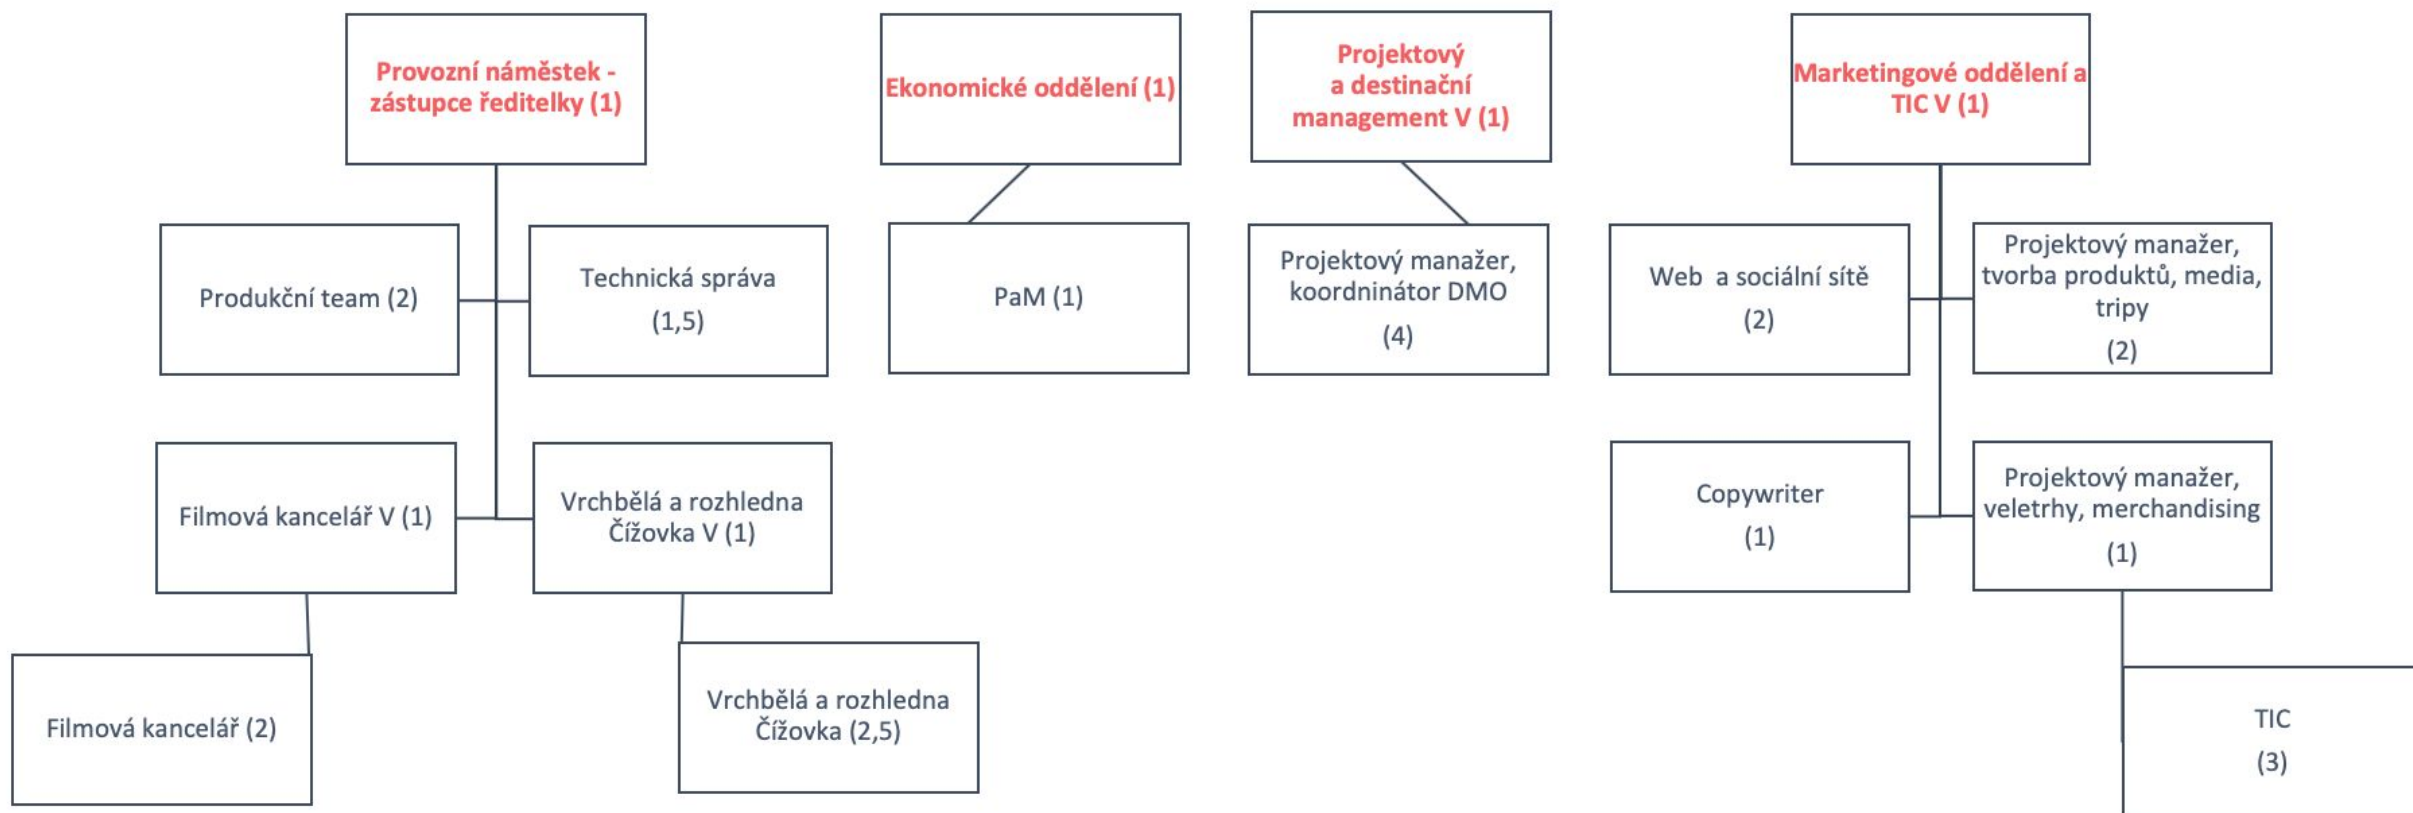 Provozní náměstek -
zástupce ředitelky (1)
Ekonomické oddělení (1)
Projektový
a destinační
management V (1)
Marketingové oddělení a
TIC V (1)
Produkční team (2)
Technická správa
(1,5)
PaM (1)
Projektový manažer,
koordninátor DMO
(4)
Web a sociální sítě
(2)
Projektový manažer,
tvorba produktů, media,
tripy
(2)
Filmová kancelář V (1)
Vrchbělá a rozhledna
Čížovka V (1)
Copywriter
(1)
Projektový manažer,
veletrhy, merchandising
(1)
Filmová kancelář (2)
Vrchbělá a rozhledna
Čížovka (2,5)
TIC
(3)